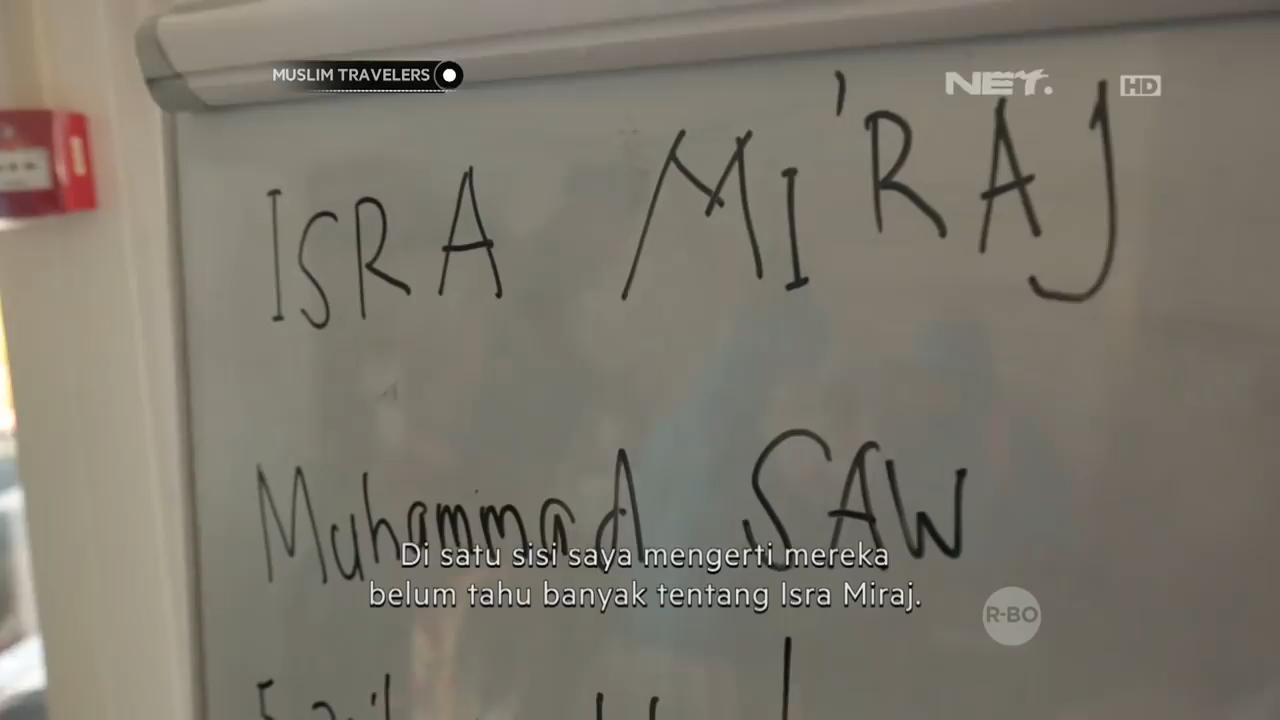 MUSLIM TRAVELERS
NET. HD
ISRA MI'RAJ
Muhammad SAW
Di satu sisi saya mengerti mereka
belum tahu banyak tentang Isra Miraj.
R-BO